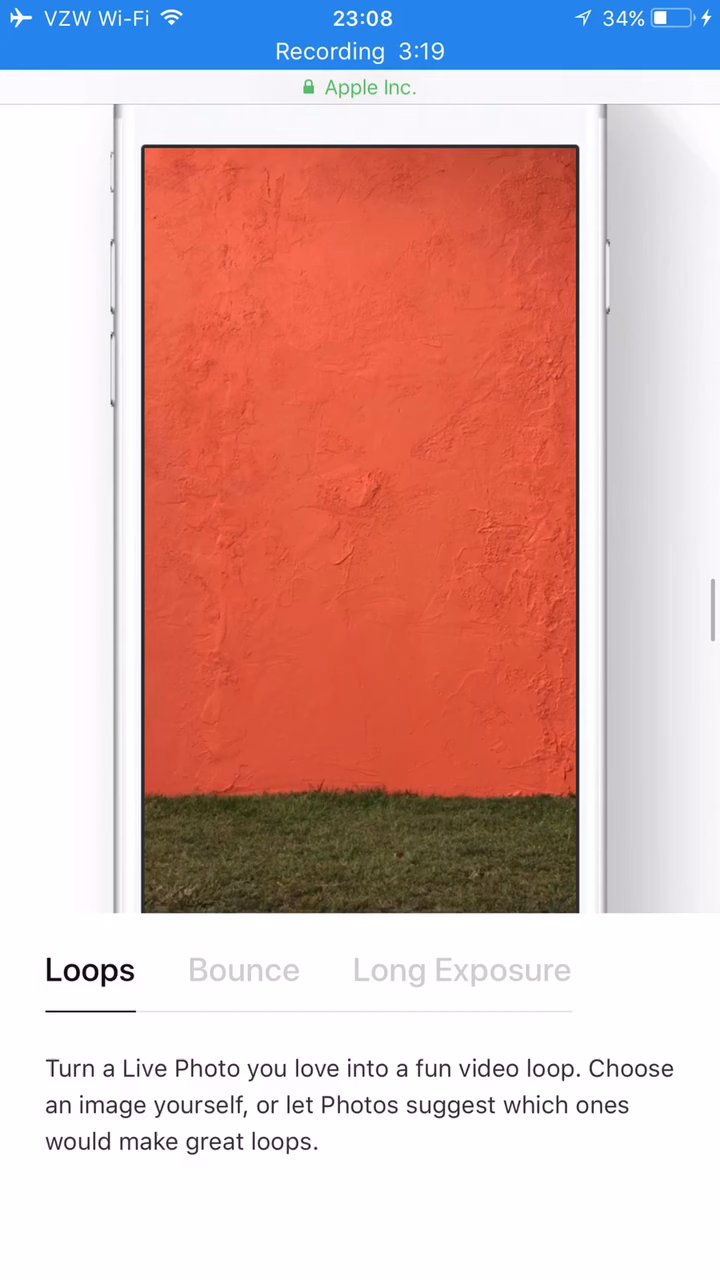 VZW Wi-Fi 23:08 34%
Recording 3:19
Apple Inc.
Loops Bounce Long Exposure
Turn a Live Photo you love into a fun video loop. Choose
an image yourself, or let Photos suggest which ones
would make great loops.